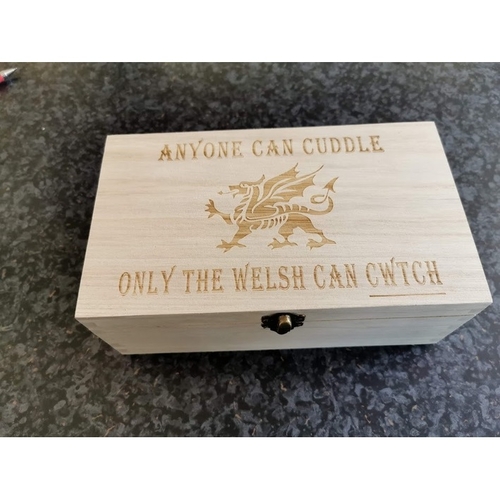 ANYONE CAN CUDDLE
ONLY THE WELSH CAN CWTCH